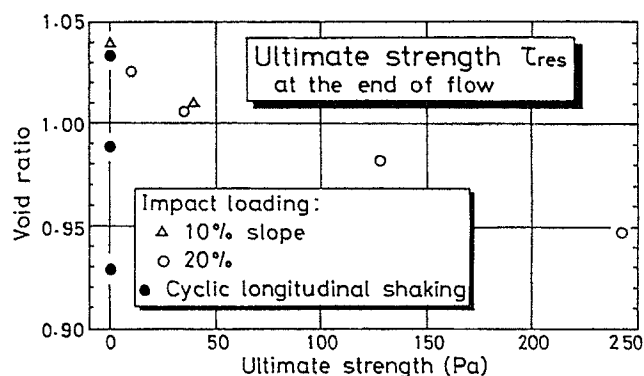 1.05
Ultimate strength τres
at the end of flow
1.00
Void ratio
Impact loading:
△ 10% slope
○ 20%
● Cyclic longitudinal shaking
0.95
0.90
0 50 100 150 200 250
Ultimate strength (Pa)